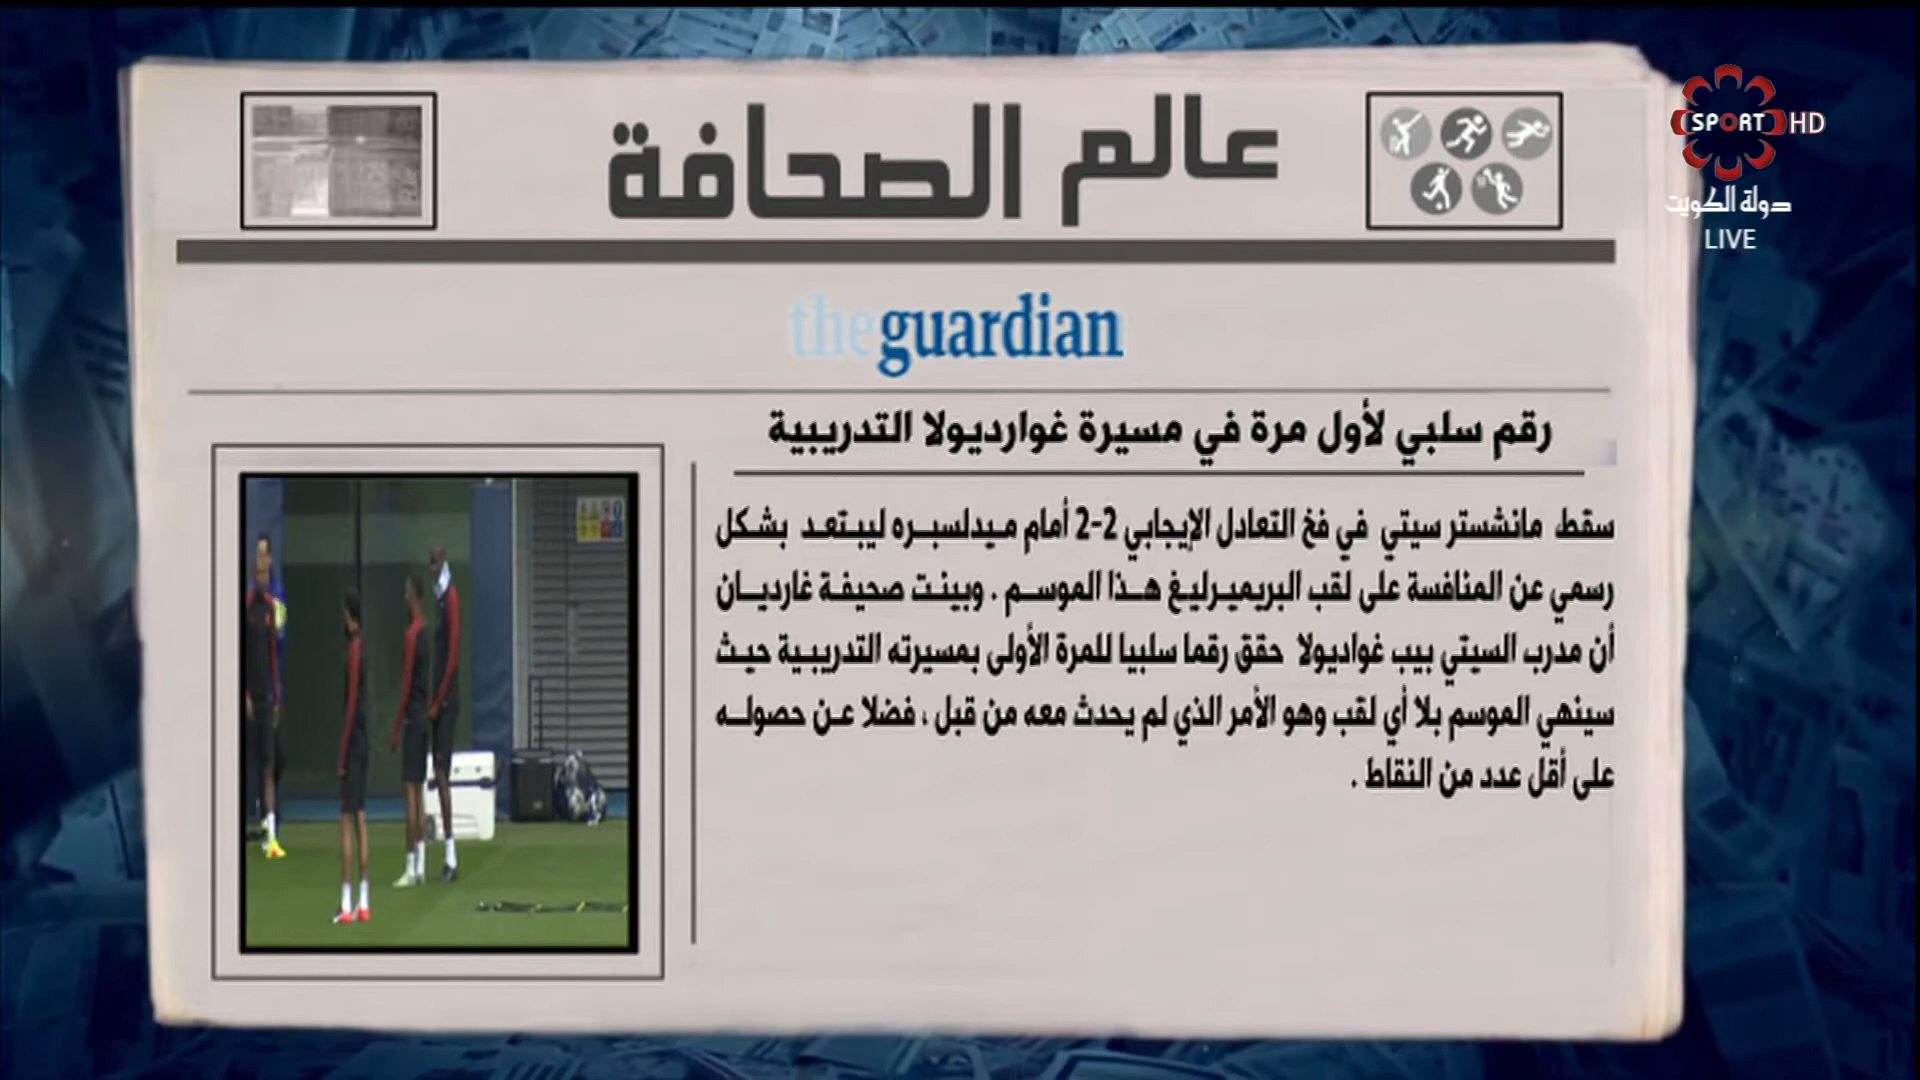 عالم الصحافة
SPORT HD
دولة الكويت
LIVE
theguardian
رقم سلبي لأول مرة في مسيرة غوارديولا التدريبية
سقط مانشستر سيتي في فخ التعادل الإيجابي 2-2 أمام ميدلسبره ليبتعد بشكل
رسمي عن المنافسة على لقب البريميرليغ هذا الموسم . وبينت صحيفة غارديان
أن مدرب السيتي بيب غواديولا حقق رقما سلبيا للمرة الأولى بمسيرته التدريبية حيث
سينهي الموسم بلا أي لقب وهو الأمر الذي لم يحدث معه من قبل ، فضلا عن حصوله
على أقل عدد من النقاط .